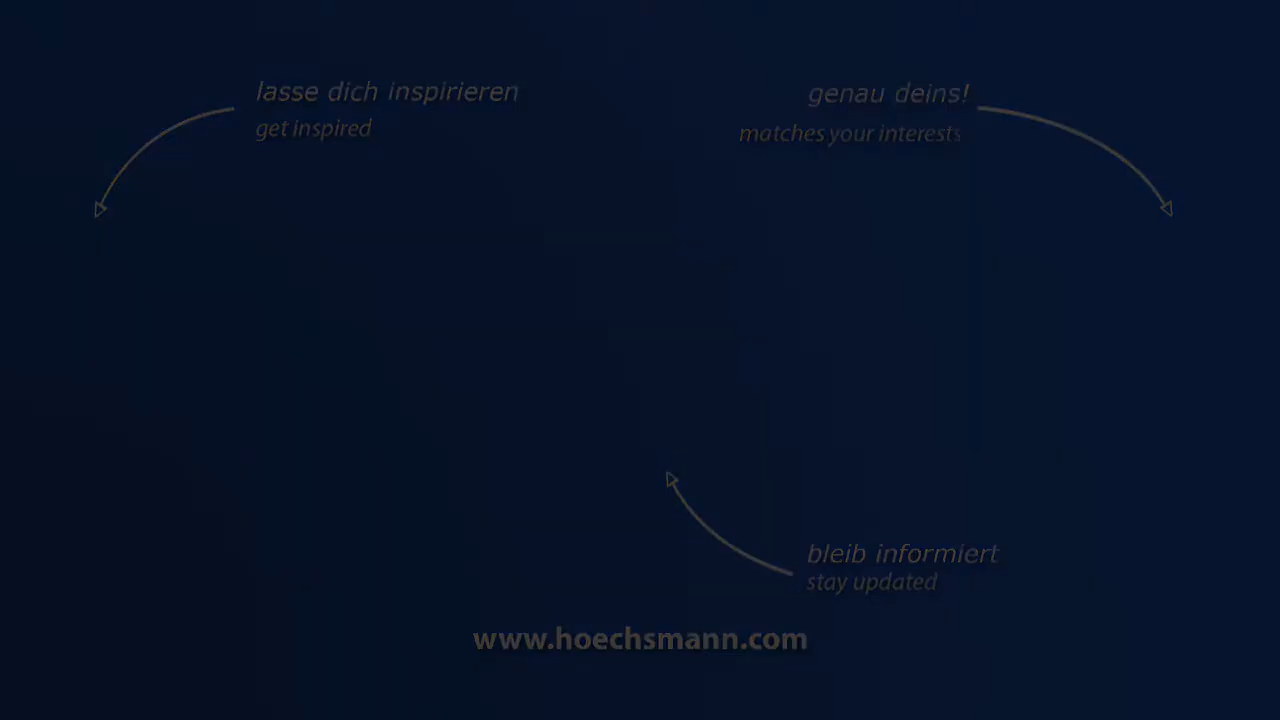 lasse dich inspirieren
get inspired
genau deins!
matches your interests
bleib informiert
stay updated
www.hoechsmann.com